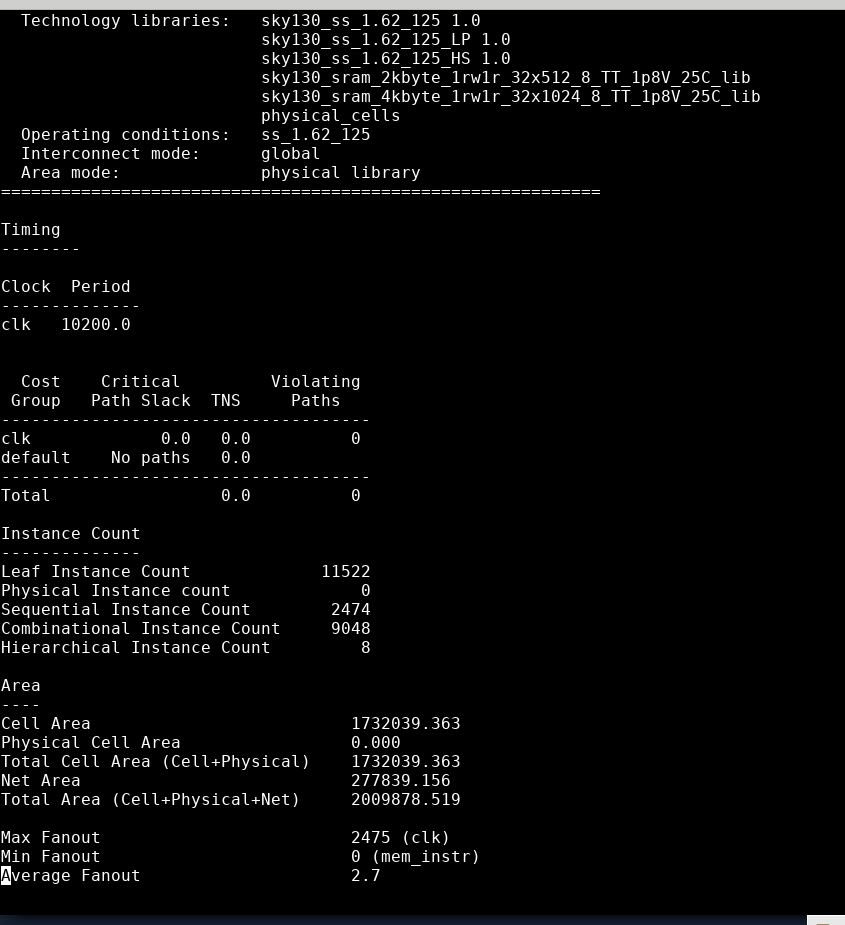 Technology libraries: sky130_ss_1.62_125 1.0
sky130_ss_1.62_125_LP 1.0
sky130_ss_1.62_125_HS 1.0
sky130_sram_2kbyte_1rw1r_32x512_8_TT_1p8V_25C_lib
sky130_sram_4kbyte_1rw1r_32x1024_8_TT_1p8V_25C_lib
physical_cells
Operating conditions: ss_1.62_125
Interconnect mode: global
Area mode: physical library
============================================================
Timing
--------
Clock Period
--------------
clk 10200.0
Cost Critical Violating
Group Path Slack TNS Paths
-------------------------------------
clk 0.0 0.0 0
default No paths 0.0
-------------------------------------
Total 0.0 0
Instance Count
--------------
Leaf Instance Count 11522
Physical Instance count 0
Sequential Instance Count 2474
Combinational Instance Count 9048
Hierarchical Instance Count 8
Area
----
Cell Area 1732039.363
Physical Cell Area 0.000
Total Cell Area (Cell+Physical) 1732039.363
Net Area 277839.156
Total Area (Cell+Physical+Net) 2009878.519
Max Fanout 2475 (clk)
Min Fanout 0 (mem_instr)
Average Fanout 2.7